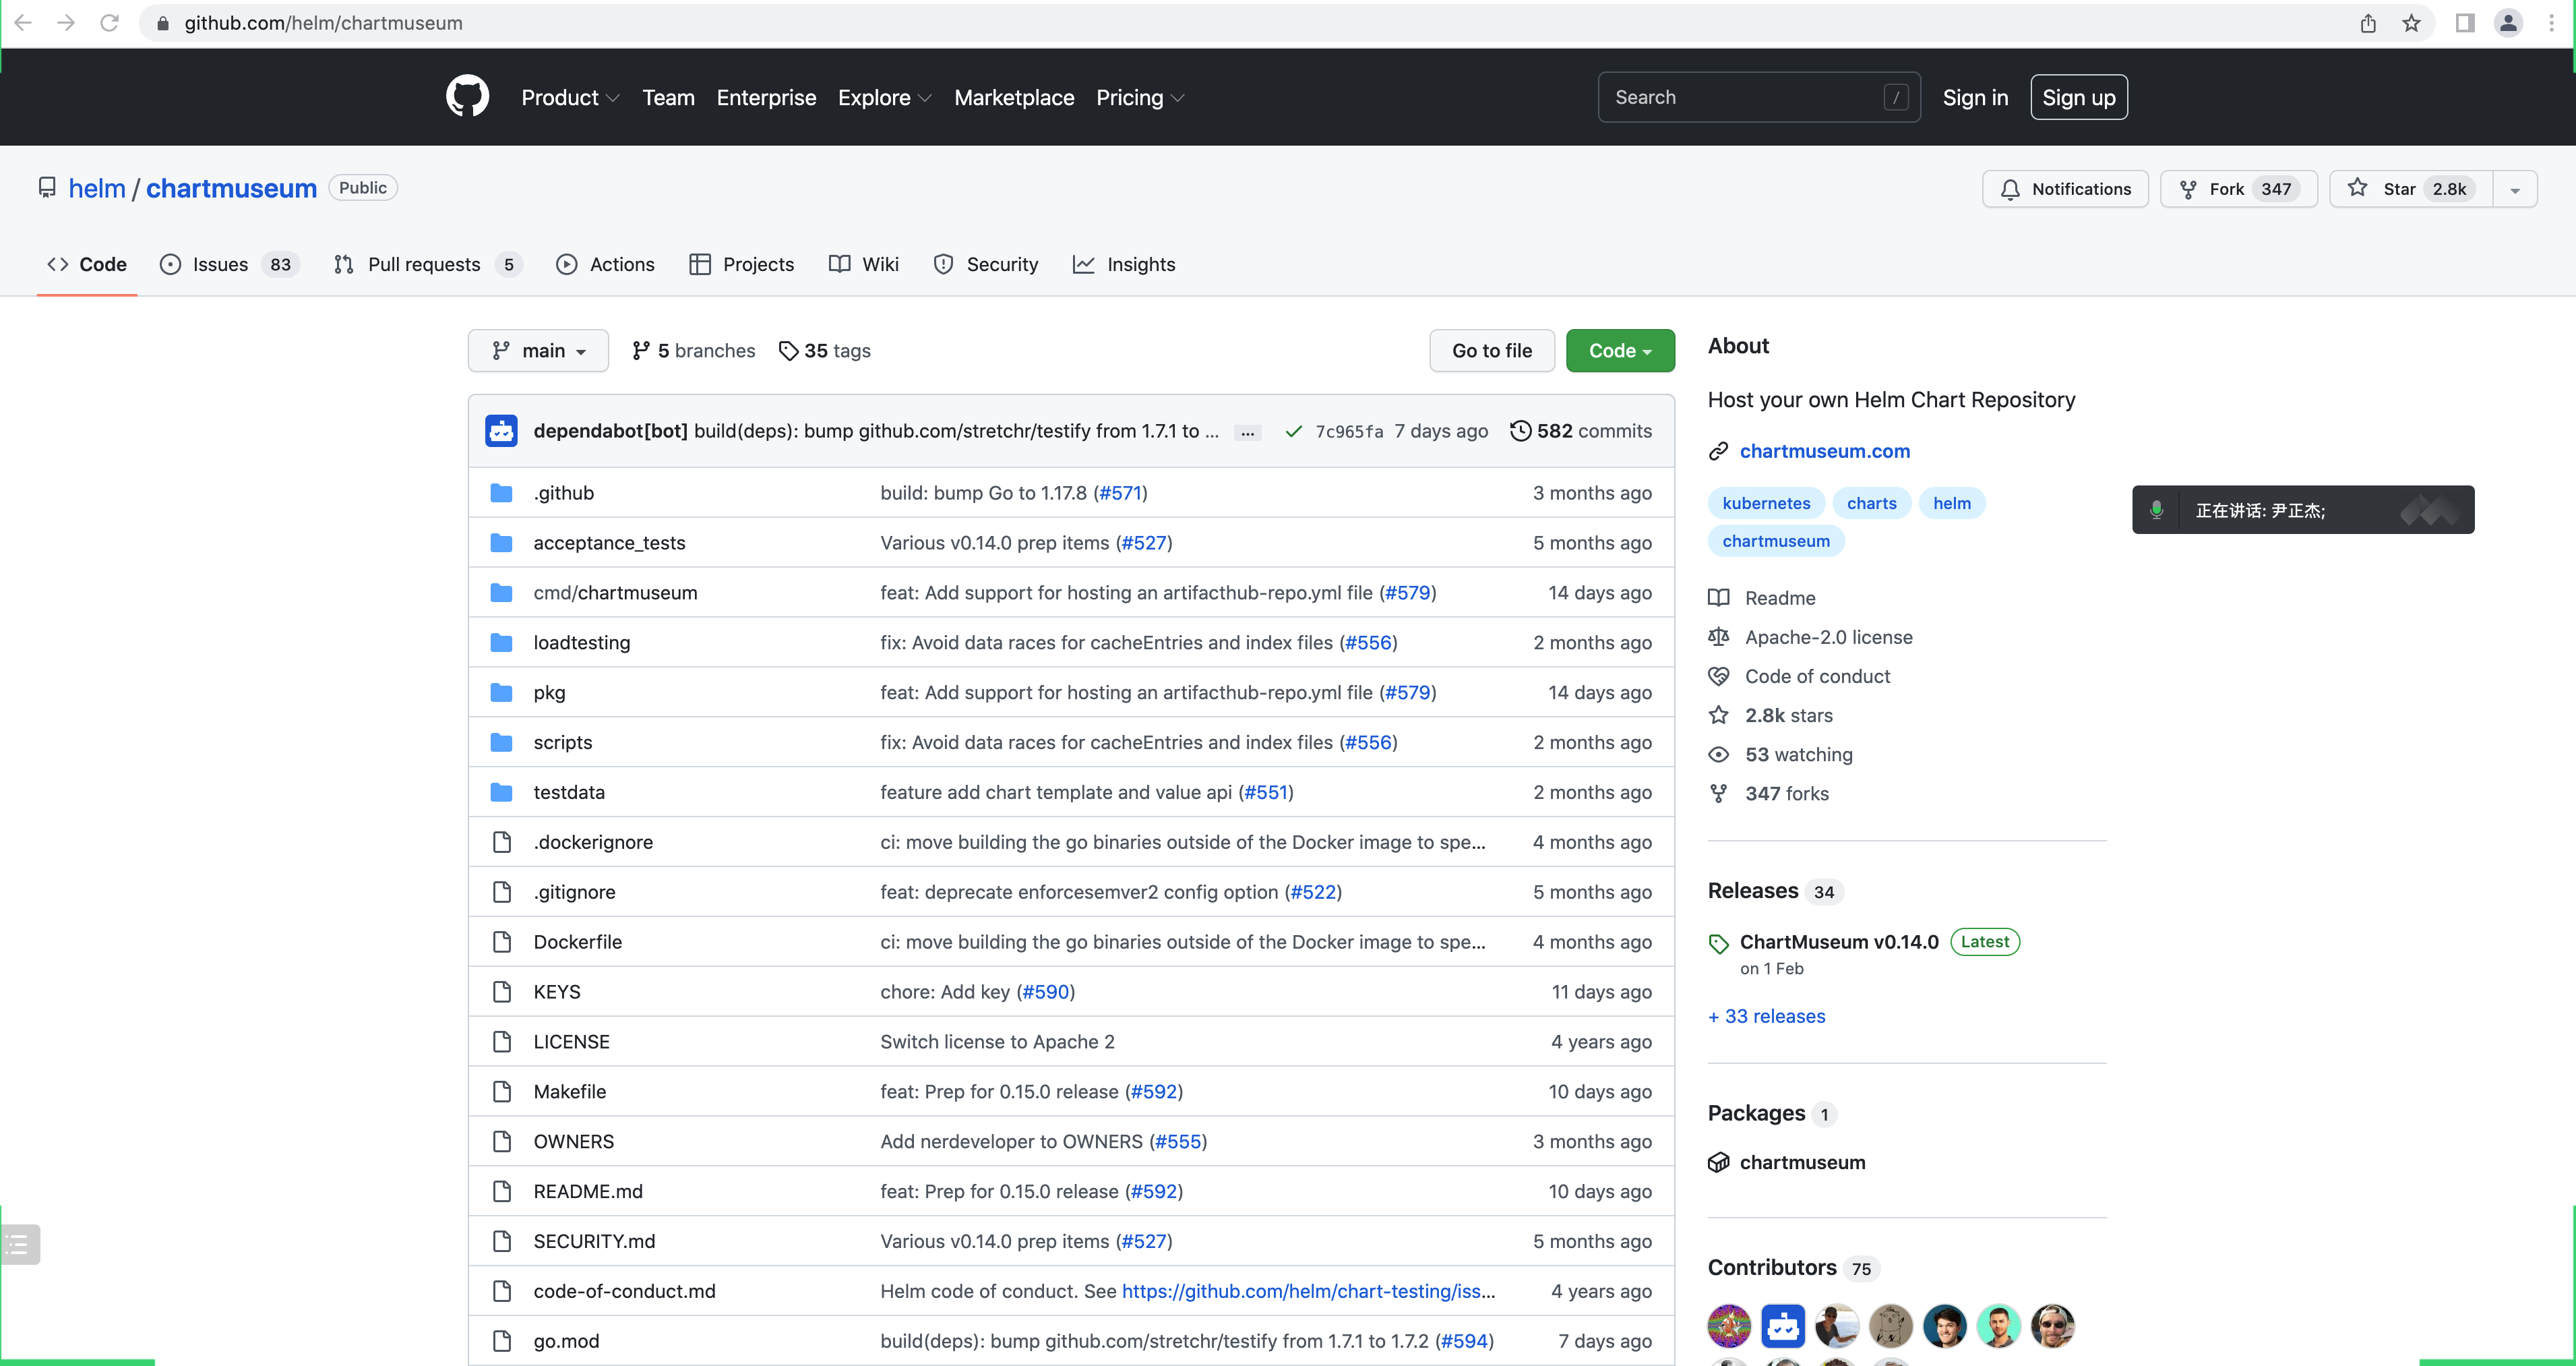 github.com/helm/chartmuseum
Product Team Enterprise Explore Marketplace Pricing Search / Sign in Sign up
helm / chartmuseum Public
Notifications Fork 347 Star 2.8k
Code Issues 83 Pull requests 5 Actions Projects Wiki Security Insights
main 5 branches 35 tags Go to file Code
dependabot[bot] build(deps): bump github.com/stretchr/testify from 1.7.1 to ... ... 7c965fa 7 days ago 582 commits
.github build: bump Go to 1.17.8 (#571) 3 months ago
acceptance_tests Various v0.14.0 prep items (#527) 5 months ago
cmd/chartmuseum feat: Add support for hosting an artifacthub-repo.yml file (#579) 14 days ago
loadtesting fix: Avoid data races for cacheEntries and index files (#556) 2 months ago
pkg feat: Add support for hosting an artifacthub-repo.yml file (#579) 14 days ago
scripts fix: Avoid data races for cacheEntries and index files (#556) 2 months ago
testdata feature add chart template and value api (#551) 2 months ago
.dockerignore ci: move building the go binaries outside of the Docker image to spe... 4 months ago
.gitignore feat: deprecate enforcesemver2 config option (#522) 5 months ago
Dockerfile ci: move building the go binaries outside of the Docker image to spe... 4 months ago
KEYS chore: Add key (#590) 11 days ago
LICENSE Switch license to Apache 2 4 years ago
Makefile feat: Prep for 0.15.0 release (#592) 10 days ago
OWNERS Add nerdeveloper to OWNERS (#555) 3 months ago
README.md feat: Prep for 0.15.0 release (#592) 10 days ago
SECURITY.md Various v0.14.0 prep items (#527) 5 months ago
code-of-conduct.md Helm code of conduct. See https://github.com/helm/chart-testing/iss... 4 years ago
go.mod build(deps): bump github.com/stretchr/testify from 1.7.1 to 1.7.2 (#594) 7 days ago
About
Host your own Helm Chart Repository
chartmuseum.com
kubernetes charts helm
chartmuseum
Readme
Apache-2.0 license
Code of conduct
2.8k stars
53 watching
347 forks
Releases 34
ChartMuseum v0.14.0 Latest
on 1 Feb
+ 33 releases
Packages 1
chartmuseum
Contributors 75
正在讲话: 尹正杰;